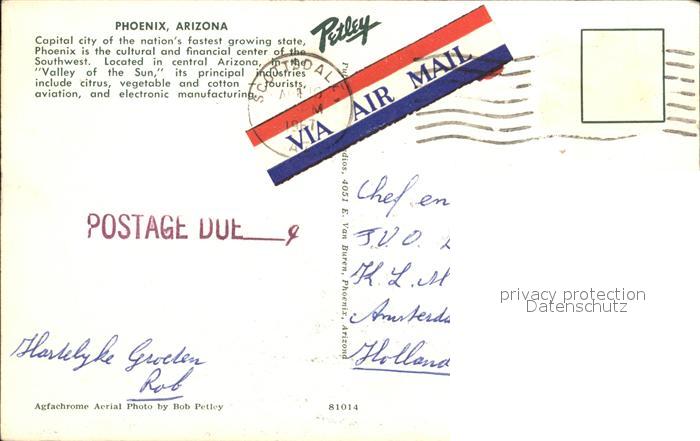 PHOENIX, ARIZONA
Capital city of the nation's fastest growing state,
Phoenix is the cultural and financial center of the
Southwest. Located in central Arizona, in the
"Valley of the Sun," its principal industries
include citrus, vegetable and cotton tourists,
aviation, and electronic manufacturing.
Petley
VIA AIR MAIL
SCOTTSDALE
1967
POSTAGE DUE ¢
4051 E. Van Buren, Phoenix, Arizona
Chef en
K. L. M
Amsterda
Holland
privacy protection
Datenschutz
Hartelyke Groeten
Rob
Agfachrome Aerial Photo by Bob Petley
81014